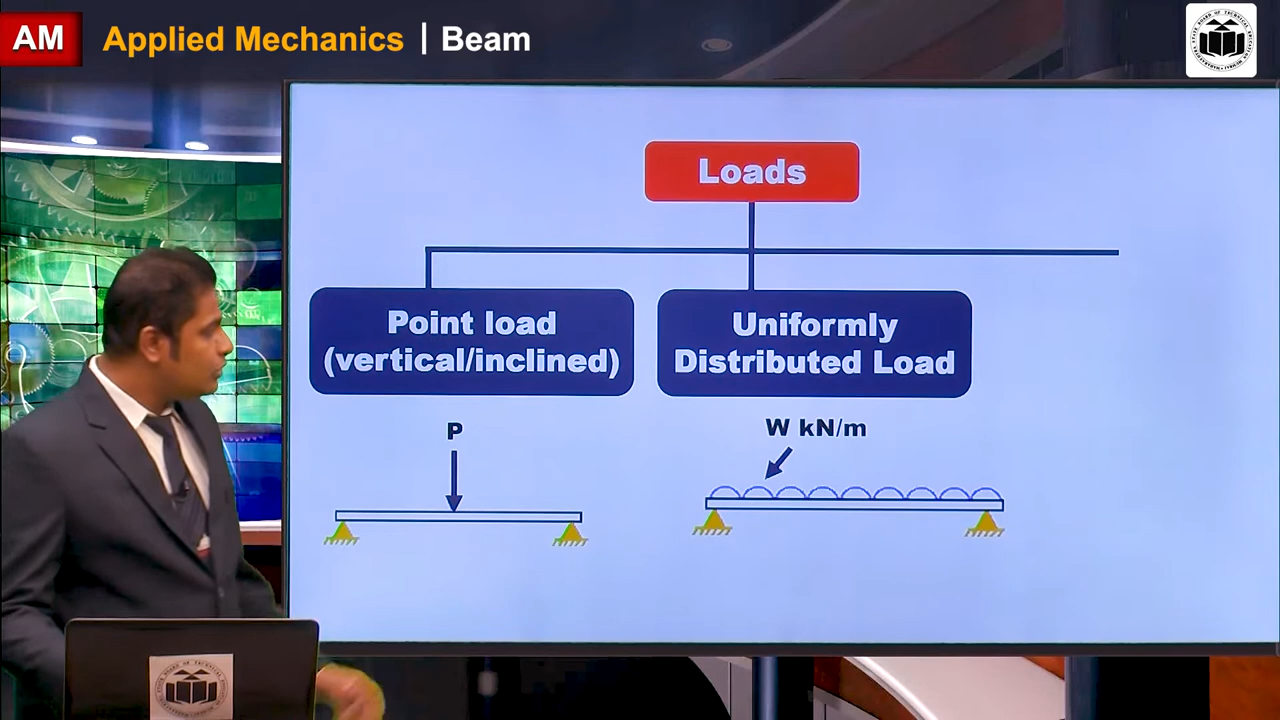 AM
Applied Mechanics | Beam
Loads
Point load
(vertical/inclined)
Uniformly
Distributed Load
P
W kN/m